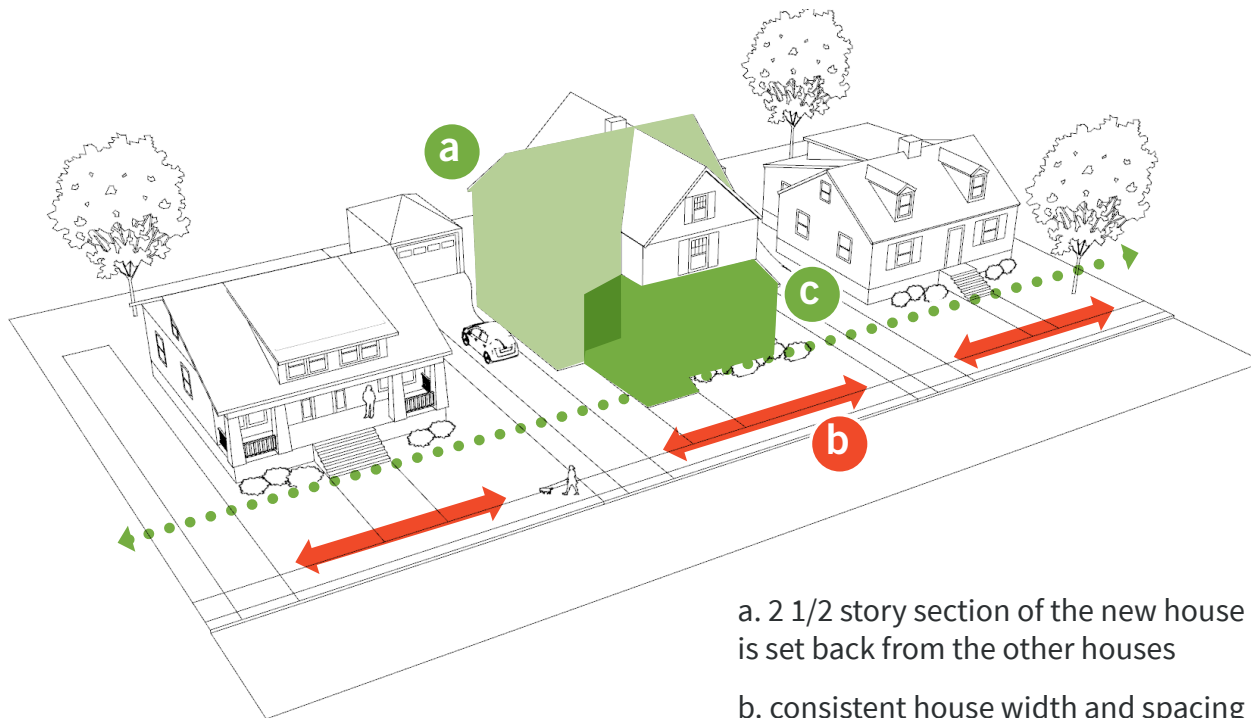 a
c
b
a. 2 1/2 story section of the new house
is set back from the other houses
b. consistent house width and spacing